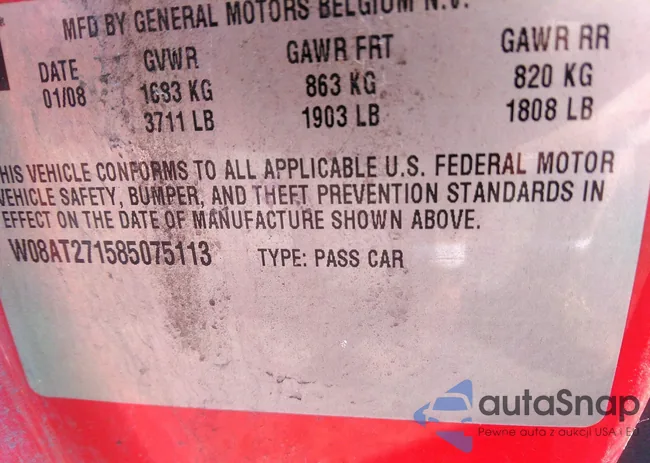 MFD BY GENERAL MOTORS BELGIUM N.V.
DATE GVWR GAWR FRT GAWR RR
01/08 1683 KG 863 KG 820 KG
3711 LB 1903 LB 1808 LB
HIS VEHICLE CONFORMS TO ALL APPLICABLE U.S. FEDERAL MOTOR
VEHICLE SAFETY, BUMPER, AND THEFT PREVENTION STANDARDS IN
EFFECT ON THE DATE OF MANUFACTURE SHOWN ABOVE.
W08AT271585075113 TYPE: PASS CAR
autoSnap
Pewne auto z aukcji USA i EU